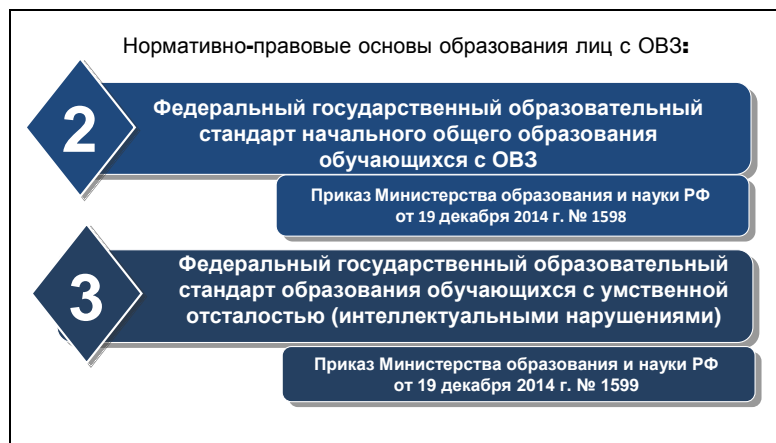 Нормативно-правовые основы образования лиц с ОВЗ:
2
Федеральный государственный образовательный
стандарт начального общего образования
обучающихся с ОВЗ
Приказ Министерства образования и науки РФ
от 19 декабря 2014 г. № 1598
3
Федеральный государственный образовательный
стандарт образования обучающихся с умственной
отсталостью (интеллектуальными нарушениями)
Приказ Министерства образования и науки РФ
от 19 декабря 2014 г. № 1599